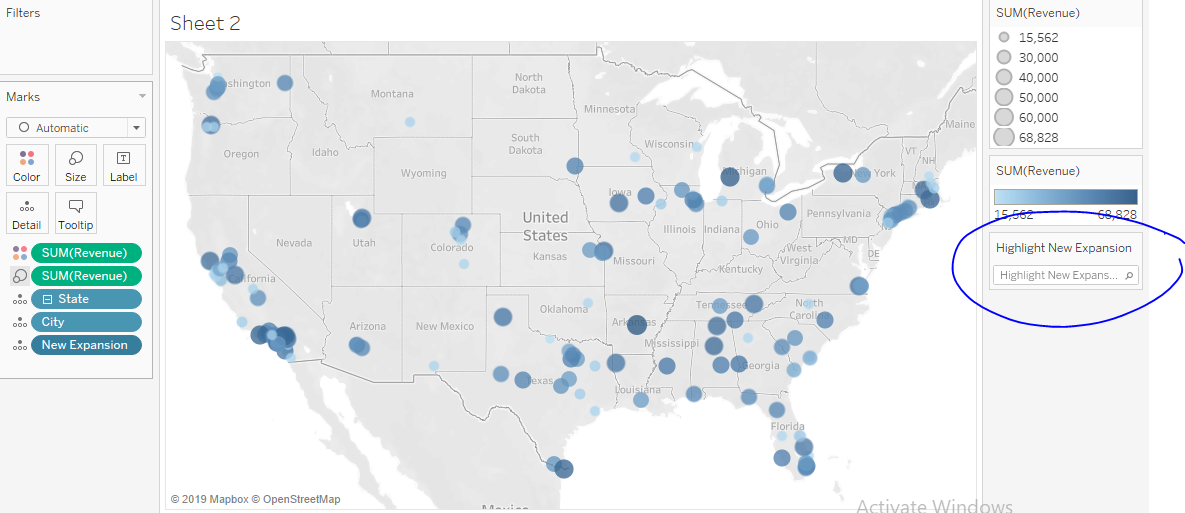 Filters
Marks
Automatic
Color
Size
Label
Detail
Tooltip
SUM(Revenue)
SUM(Revenue)
State
City
New Expansion
Sheet 2
Washington
Montana
North
Dakota
Minnesota
Oregon
Idaho
South
Dakota
Wisconsin
Michigan
Maine
VT
NH
New York
Wyoming
Iowa
Nevada
Utah
Colorado
United
States
Kansas
Missouri
Illinois
Indiana
Ohio
Pennsylvania
NJ
MD
DE
West
Virginia
Kentucky
California
Arizona
New Mexico
Oklahoma
Arkansas
Tennessee
North
Carolina
Mississippi
Georgia
Texas
Louisiana
Florida
Mexico
© 2019 Mapbox © OpenStreetMap
SUM(Revenue)
15,562
30,000
40,000
50,000
60,000
68,828
SUM(Revenue)
15,562 68,828
Highlight New Expansion
Highlight New Expans...
Activate Windows